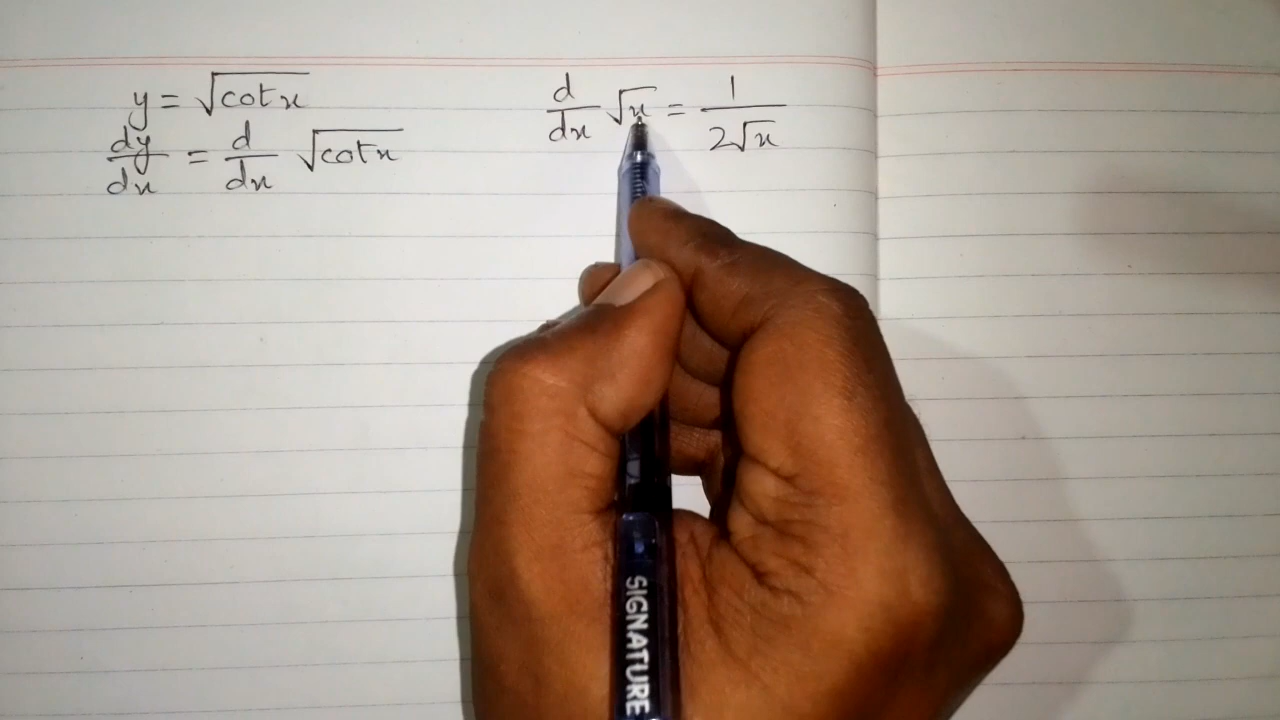 y = √cot x
dy/dx = d/dx √cot x
d/dx √x = 1/2√x
SIGNATURE